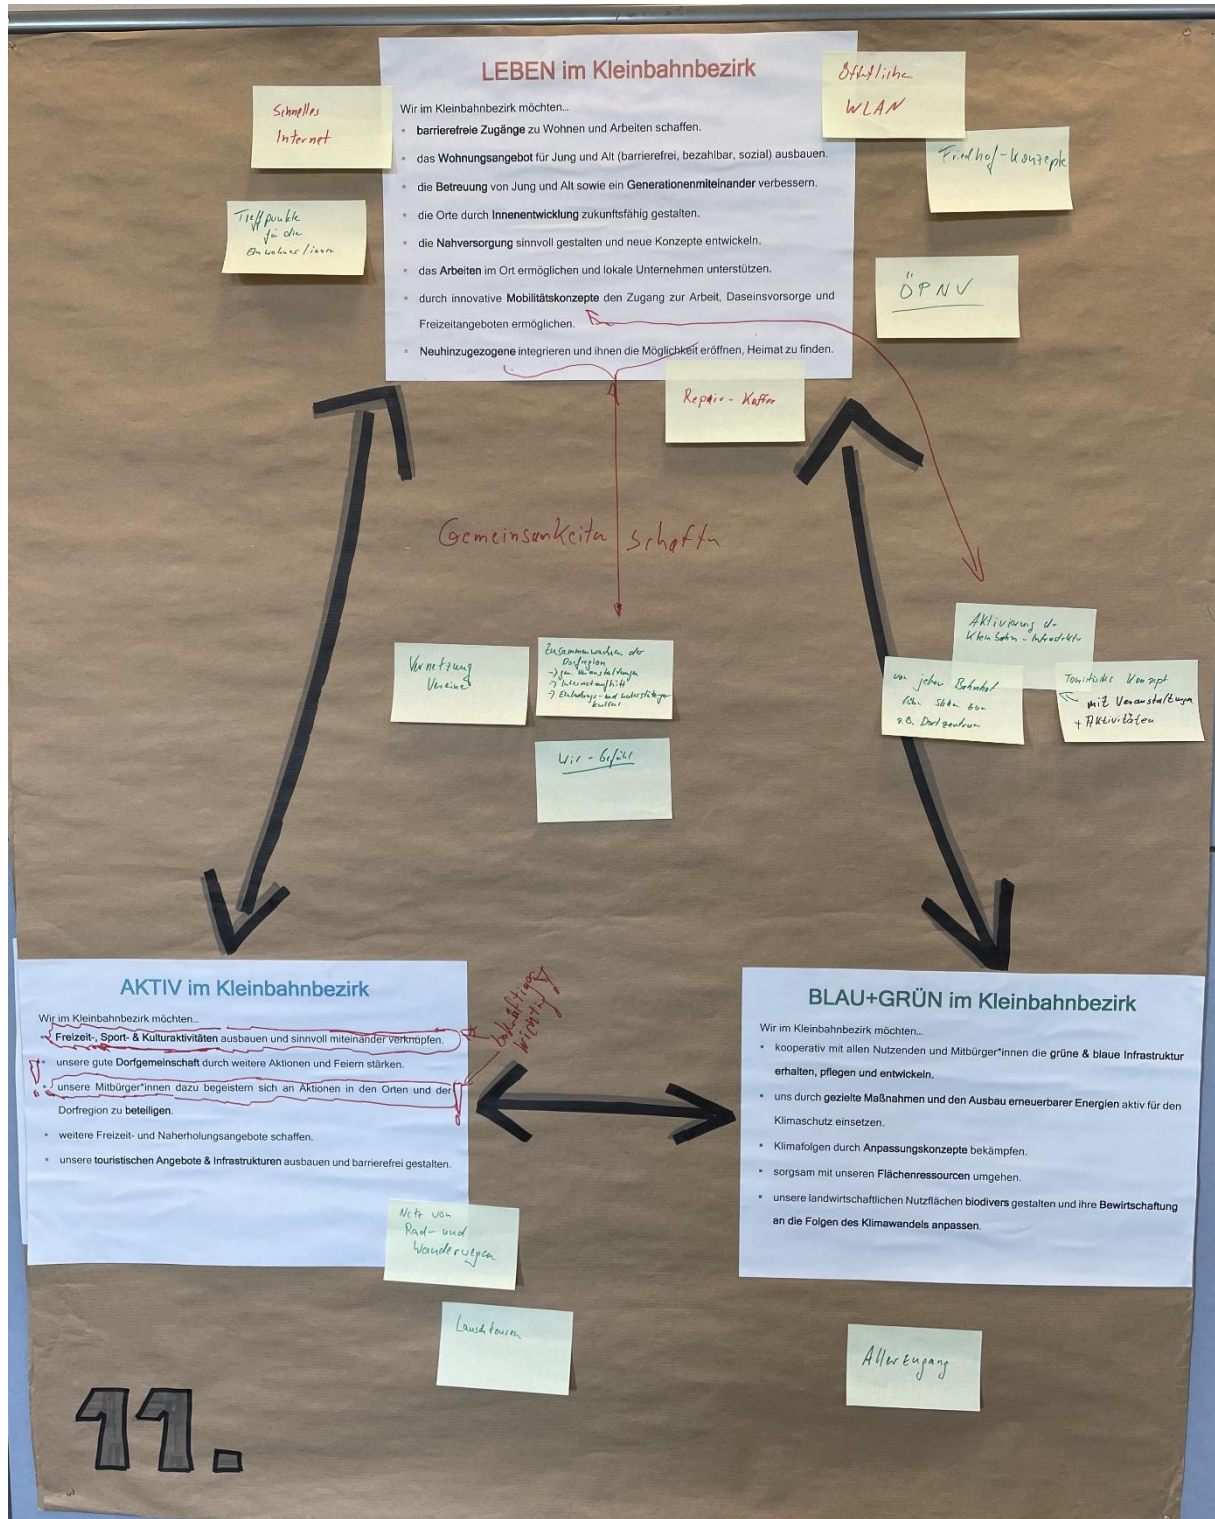 LEBEN im Kleinbahnbezirk
Wir im Kleinbahnbezirk möchten...
barrierefreie Zugänge zu Wohnen und Arbeiten schaffen.
das Wohnungsangebot für Jung und Alt (barrierefrei, bezahlbar, sozial) ausbauen.
die Betreuung von Jung und Alt sowie ein Generationenmiteinander verbessern.
die Orte durch Innenentwicklung zukunftsfähig gestalten.
die Nahversorgung sinnvoll gestalten und neue Konzepte entwickeln.
das Arbeiten im Ort ermöglichen und lokale Unternehmen unterstützen.
durch innovative Mobilitätskonzepte den Zugang zur Arbeit, Daseinsvorsorge und
Freizeitangeboten ermöglichen.
Neuhinzugezogene integrieren und ihnen die Möglichkeit eröffnen, Heimat zu finden.
Schnelles
Internet
Treffpunkte
für die
Einwohner/innen
WLAN
Friedhof-Konzepte
ÖPNV
Repair-Kaffee
Gemeinsamkeiten schaffen
Vernetzung
Vereine
Zusammenwachsen der
Dorfregion
-> gem. Veranstaltungen
-> Internetauftritt
Wir-Gefühl
Aktivierung d.
von jedem Bahnhof
z.B. Dorfzentrum
Touristisches Konzept
mit Veranstaltungen
+ Aktivitäten
AKTIV im Kleinbahnbezirk
Wir im Kleinbahnbezirk möchten...
Freizeit-, Sport- & Kulturaktivitäten ausbauen und sinnvoll miteinander verknüpfen.
unsere gute Dorfgemeinschaft durch weitere Aktionen und Feiern stärken.
! unsere Mitbürger*innen dazu begeistern sich an Aktionen in den Orten und der !
Dorfregion zu beteiligen.
weitere Freizeit- und Naherholungsangebote schaffen.
unsere touristischen Angebote & Infrastrukturen ausbauen und barrierefrei gestalten.
wichtig!
BLAU+GRÜN im Kleinbahnbezirk
Wir im Kleinbahnbezirk möchten...
kooperativ mit allen Nutzenden und Mitbürger*innen die grüne & blaue Infrastruktur
erhalten, pflegen und entwickeln.
uns durch gezielte Maßnahmen und den Ausbau erneuerbarer Energien aktiv für den
Klimaschutz einsetzen.
Klimafolgen durch Anpassungskonzepte bekämpfen.
sorgsam mit unseren Flächenressourcen umgehen.
unsere landwirtschaftlichen Nutzflächen biodivers gestalten und ihre Bewirtschaftung
an die Folgen des Klimawandels anpassen.
Netz von
Rad- und
Wanderwegen
Lauschtouren
Allerzugang
11.